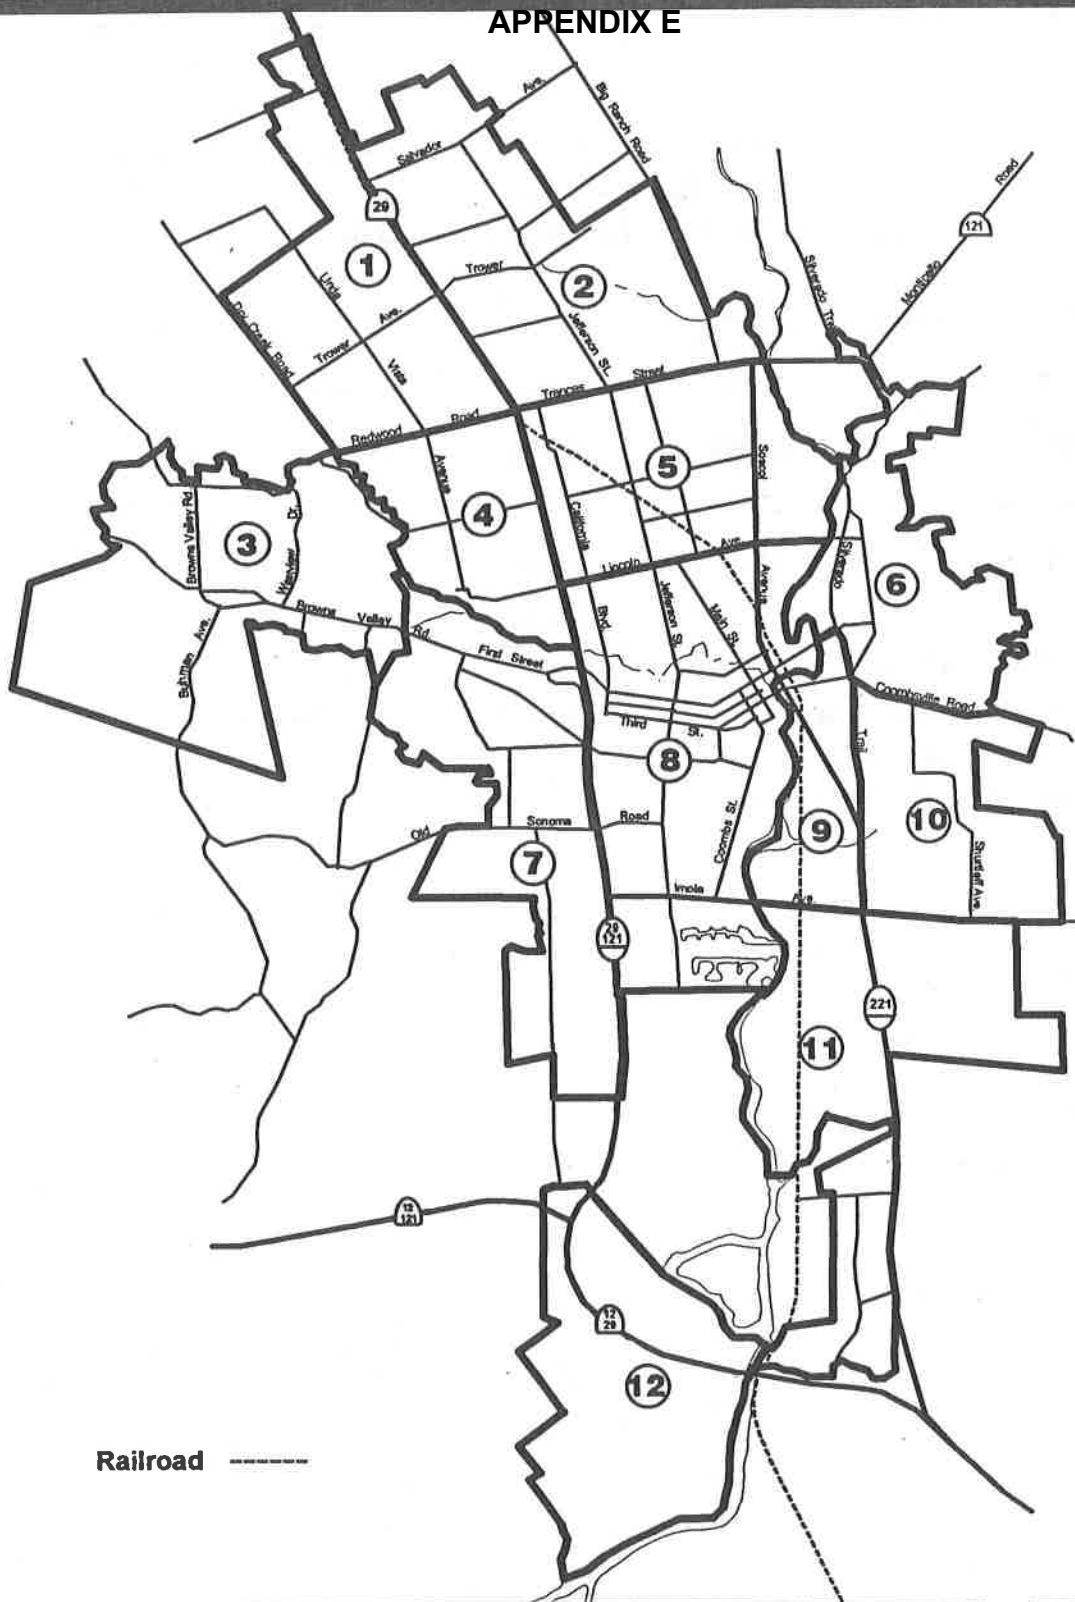 APPENDIX E
Big Ranch Road
Ave.
Salvador
29
121
Road
Monticello
Silverado Tra
1
2
Linda
Trower
Ave.
Trower
Jefferson St.
Dry Creek Road
Vista
Trances
Street
Redwood
Road
Avenue
Soscol
3
4
5
6
Browns Valley Rd
Westview
Dr.
California
Lincoln
Ave
Silverado
Avenue
Jefferson St.
Main St.
Blvd.
Browns
Valley
Rd.
First Street
Buhman
Ave.
Third
St.
Coombsville Road
Trail
8
Coombs St.
Old
Sonoma
Road
7
9
10
Shurtleff Ave
Imola
Ave.
29
121
221
11
12
121
12
29
12
Railroad